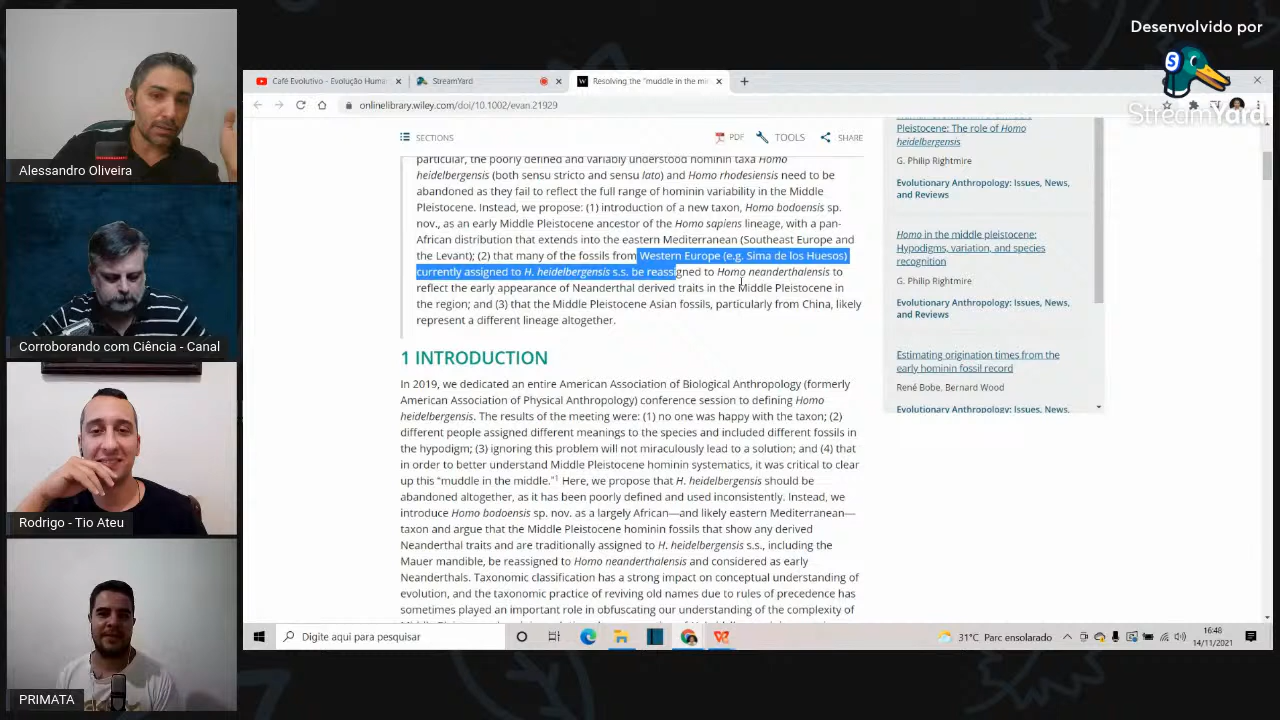 Desenvolvido por
StreamYard
Alessandro Oliveira
Corroborando com Ciência - Canal
Rodrigo - Tio Ateu
PRIMATA
Café Evolutivo - Evolução Huma
StreamYard
Resolving the "muddle in the mi
onlinelibrary.wiley.com/doi/10.1002/evan.21929
SECTIONS
PDF
TOOLS
SHARE
particular, the poorly defined and variably understood hominin taxa Homo
heidelbergensis (both sensu stricto and sensu lato) and Homo rhodesiensis need to be
abandoned as they fail to reflect the full range of hominin variability in the Middle
Pleistocene. Instead, we propose: (1) introduction of a new taxon, Homo bodoensis sp.
nov., as an early Middle Pleistocene ancestor of the Homo sapiens lineage, with a pan-
African distribution that extends into the eastern Mediterranean (Southeast Europe and
the Levant); (2) that many of the fossils from Western Europe (e.g. Sima de los Huesos)
currently assigned to H. heidelbergensis s.s. be reassigned to Homo neanderthalensis to
reflect the early appearance of Neanderthal derived traits in the Middle Pleistocene in
the region; and (3) that the Middle Pleistocene Asian fossils, particularly from China, likely
represent a different lineage altogether.
1 INTRODUCTION
In 2019, we dedicated an entire American Association of Biological Anthropology (formerly
American Association of Physical Anthropology) conference session to defining Homo
heidelbergensis. The results of the meeting were: (1) no one was happy with the taxon; (2)
different people assigned different meanings to the species and included different fossils in
the hypodigm; (3) ignoring this problem will not miraculously lead to a solution; and (4) that
in order to better understand Middle Pleistocene hominin systematics, it was critical to clear
up this "muddle in the middle."1 Here, we propose that H. heidelbergensis should be
abandoned altogether, as it has been poorly defined and used inconsistently. Instead, we
introduce Homo bodoensis sp. nov. as a largely African—and likely eastern Mediterranean—
taxon and argue that the Middle Pleistocene hominin fossils that show any derived
Neanderthal traits and are traditionally assigned to H. heidelbergensis s.s., including the
Mauer mandible, be reassigned to Homo neanderthalensis and considered as early
Neanderthals. Taxonomic classification has a strong impact on conceptual understanding of
evolution, and the taxonomic practice of reviving old names due to rules of precedence has
sometimes played an important role in obfuscating our understanding of the complexity of
Pleistocene: The role of Homo
heidelbergensis
G. Philip Rightmire
Evolutionary Anthropology: Issues, News,
and Reviews
Homo in the middle pleistocene:
Hypodigms, variation, and species
recognition
G. Philip Rightmire
Evolutionary Anthropology: Issues, News,
and Reviews
Estimating origination times from the
early hominin fossil record
René Bobe, Bernard Wood
Evolutionary Anthropology: Issues, News,
Digite aqui para pesquisar
31°C Parc ensolarado
16:48
14/11/2021